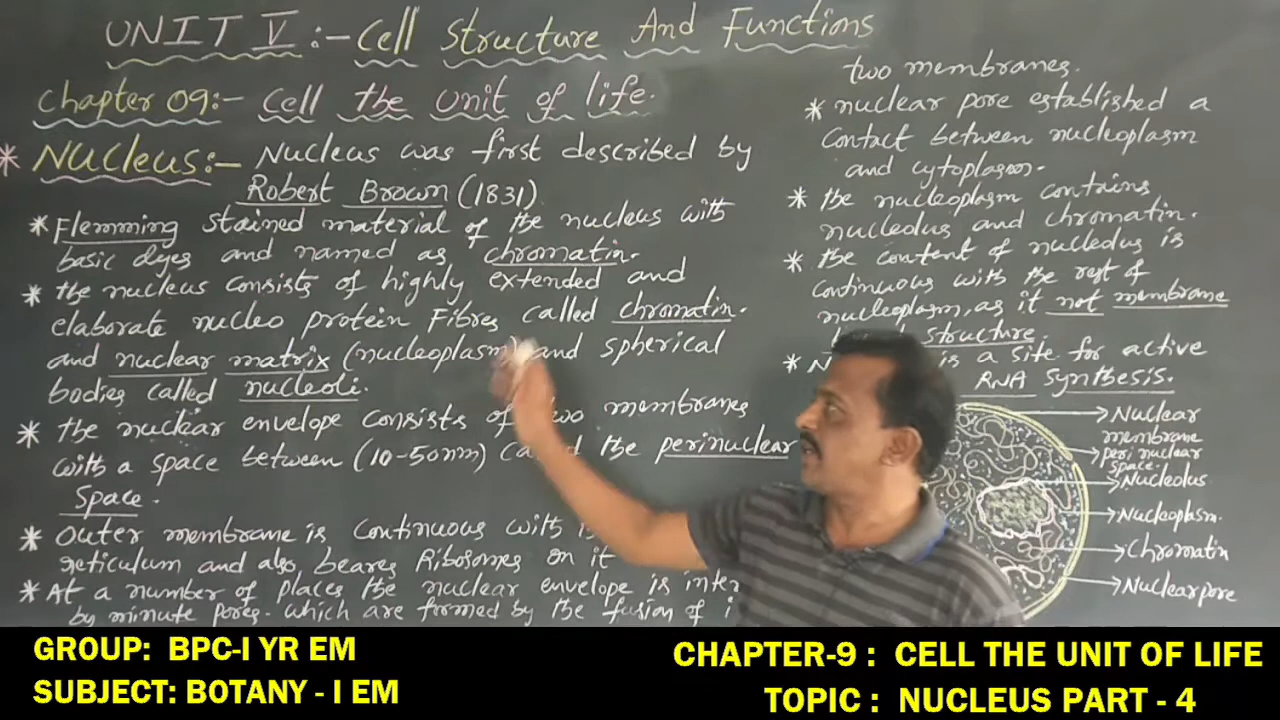 UNIT V :- Cell Structure And Functions
Chapter 09:- Cell the Unit of life.
* Nucleus:- Nucleus was first described by
Robert Brown (1831)
* Flemming stained material of the nucleus with
basic dyes and named as chromatin.
* the nucleus consists of highly extended and
elaborate nucleo protein Fibres called chromatin.
and nuclear matrix (nucleoplasm) and spherical
bodies called nucleoli.
* the nuclear envelope consists of two membranes
with a space between (10-50nm) called the perinuclear
Space.
* Outer membrane is continuous with
reticulum and also beares Ribosomes on it
* At a number of places the nuclear envelope is
by minute pores. which are formed by the fusion of
two membranes.
* nuclear pore established a
contact between nucleoplasm
and cytoplasm.
* the nucleoplasm contains
nucleolus and chromatin.
* the content of nucleolus is
continuous with the rest of
nucleoplasm, as it not membrane
structure.
* is a site for active
RNA Synthesis.
Nuclear
membrane
peri nuclear
space.
Nucleolus
Nucleoplasm.
Chromatin
Nuclear pore
GROUP: BPC-I YR EM
SUBJECT: BOTANY - I EM
CHAPTER-9 : CELL THE UNIT OF LIFE
TOPIC : NUCLEUS PART - 4